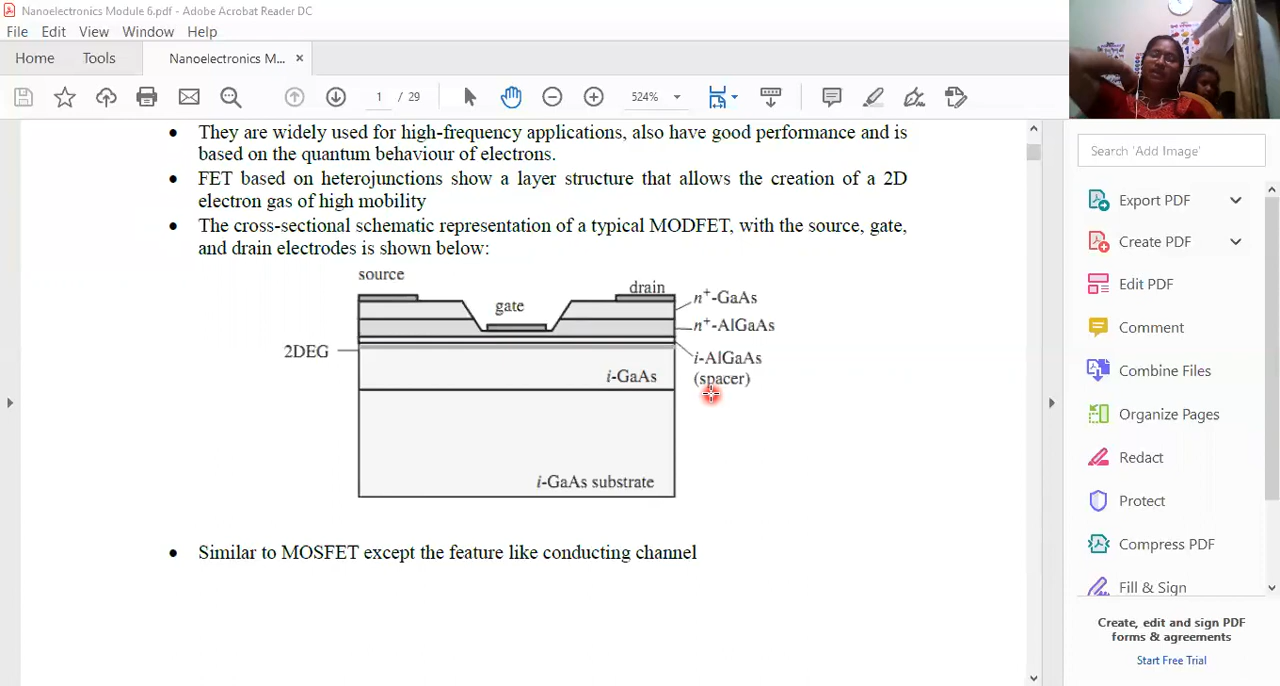 Nanoelectronics Module 6.pdf - Adobe Acrobat Reader DC
File Edit View Window Help
Home Tools Nanoelectronics M... ×
1 / 29 524%
They are widely used for high-frequency applications, also have good performance and is
based on the quantum behaviour of electrons.
FET based on heterojunctions show a layer structure that allows the creation of a 2D
electron gas of high mobility
The cross-sectional schematic representation of a typical MODFET, with the source, gate,
and drain electrodes is shown below:
source
drain
gate
n+-GaAs
n+-AlGaAs
2DEG
i-AlGaAs
(spacer)
i-GaAs
i-GaAs substrate
Similar to MOSFET except the feature like conducting channel
Search 'Add Image'
Export PDF
Create PDF
Edit PDF
Comment
Combine Files
Organize Pages
Redact
Protect
Compress PDF
Fill & Sign
Create, edit and sign PDF
forms & agreements
Start Free Trial